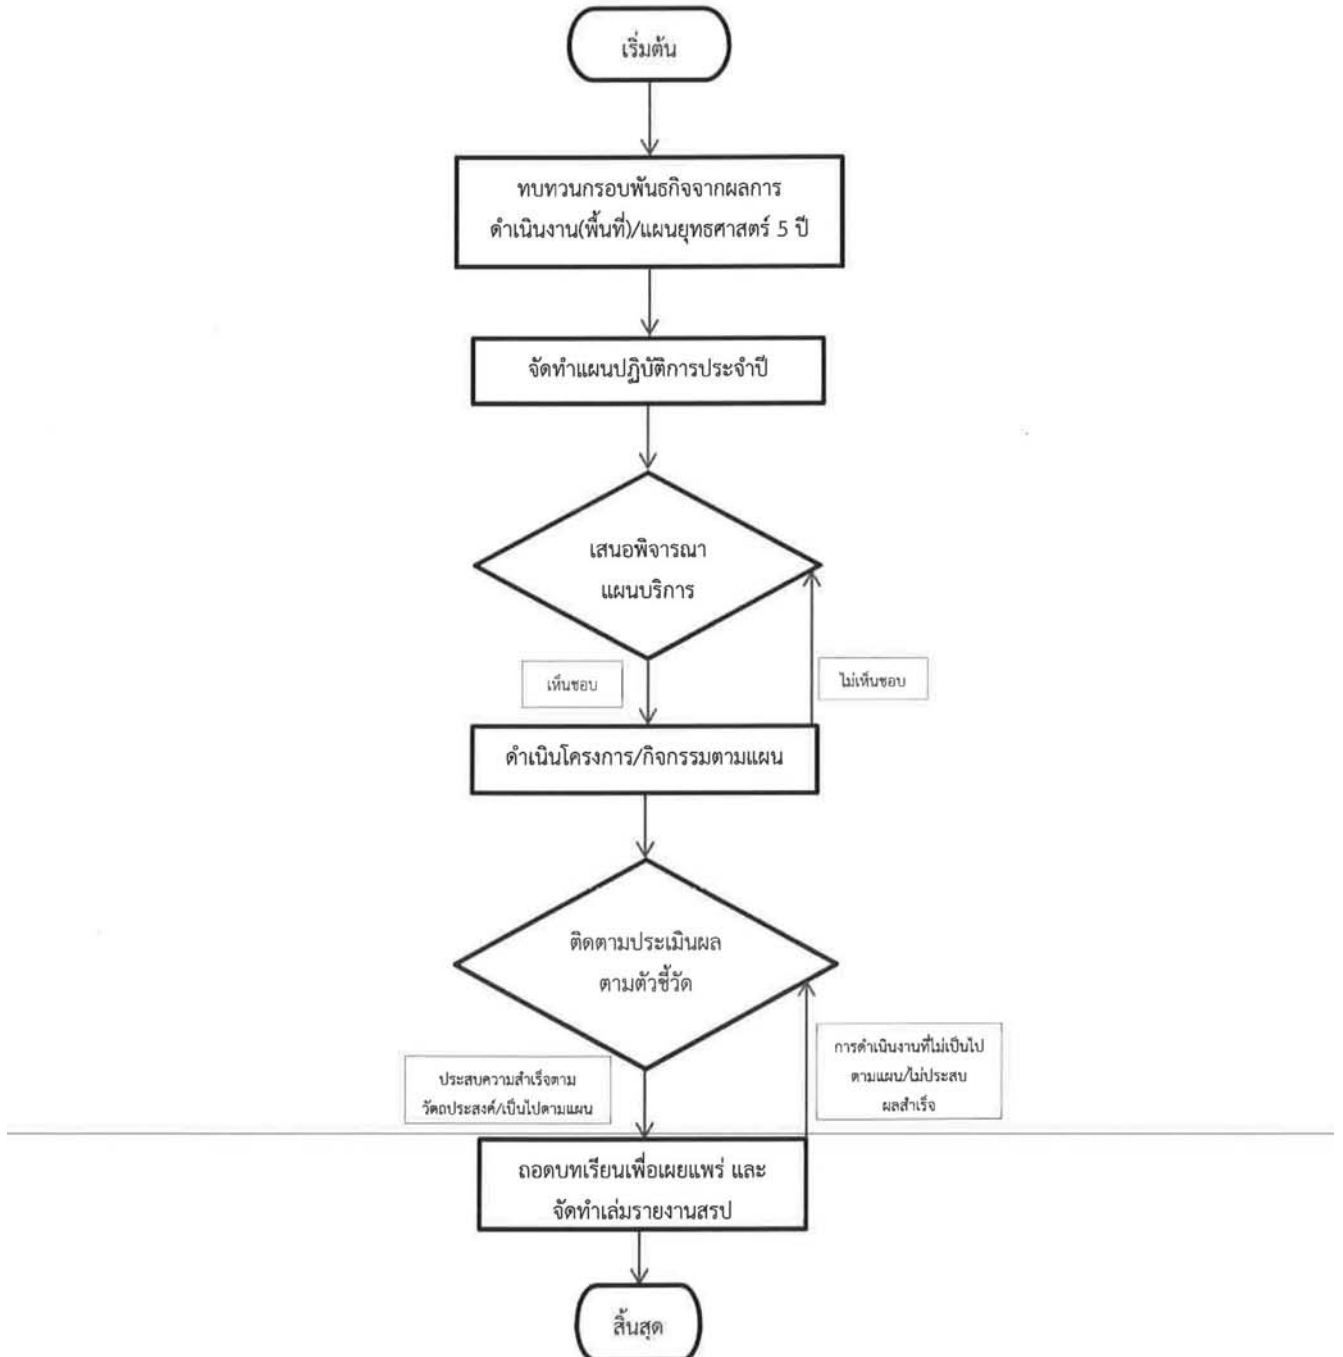 เริ่มต้น
ทบทวนกรอบพันธกิจจากผลการ
ดำเนินงาน(พื้นที่)/แผนยุทธศาสตร์ 5 ปี
จัดทำแผนปฏิบัติการประจำปี
เสนอพิจารณา
แผนบริการ
เห็นชอบ
ไม่เห็นชอบ
ดำเนินโครงการ/กิจกรรมตามแผน
ติดตามประเมินผล
ตามตัวชี้วัด
การดำเนินงานที่ไม่เป็นไป
ตามแผน/ไม่ประสบ
ผลสำเร็จ
ประสบความสำเร็จตาม
วัตถประสงค์/เป็นไปตามแผน
ถอดบทเรียนเพื่อเผยแพร่ และ
จัดทำเล่มรายงานสรป
สิ้นสุด